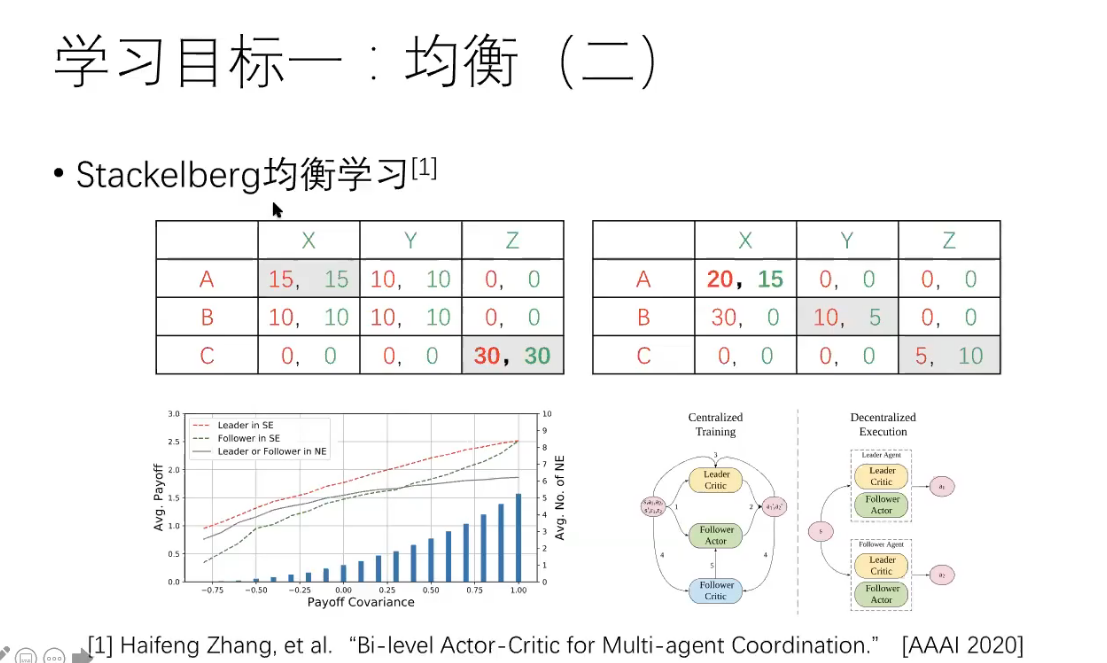 学习目标一：均衡（二）
• Stackelberg均衡学习[1]
X Y Z
A 15, 15 10, 10 0, 0
B 10, 10 10, 10 0, 0
C 0, 0 0, 0 30, 30
X Y Z
A 20, 15 0, 0 0, 0
B 30, 0 10, 5 0, 0
C 0, 0 0, 0 5, 10
Leader in SE
Follower in SE
Leader or Follower in NE
Avg. Payoff
3.0
2.5
2.0
1.5
1.0
0.5
0.0
10
9
8
7
6
5
4
3
2
1
0
Avg. No. of NE
−0.75 −0.50 −0.25 0.00 0.25 0.50 0.75 1.00
Payoff Covariance
Centralized
Training
3
Leader
Critic
1
2
Follower
Actor
4
4
5
Follower
Critic
Decentralized
Execution
Leader Agent
Leader
Critic
Follower
Actor
a₁
s
Follower Agent
Leader
Critic
Follower
Actor
a₂
[1] Haifeng Zhang, et al. “Bi-level Actor-Critic for Multi-agent Coordination.” [AAAI 2020]